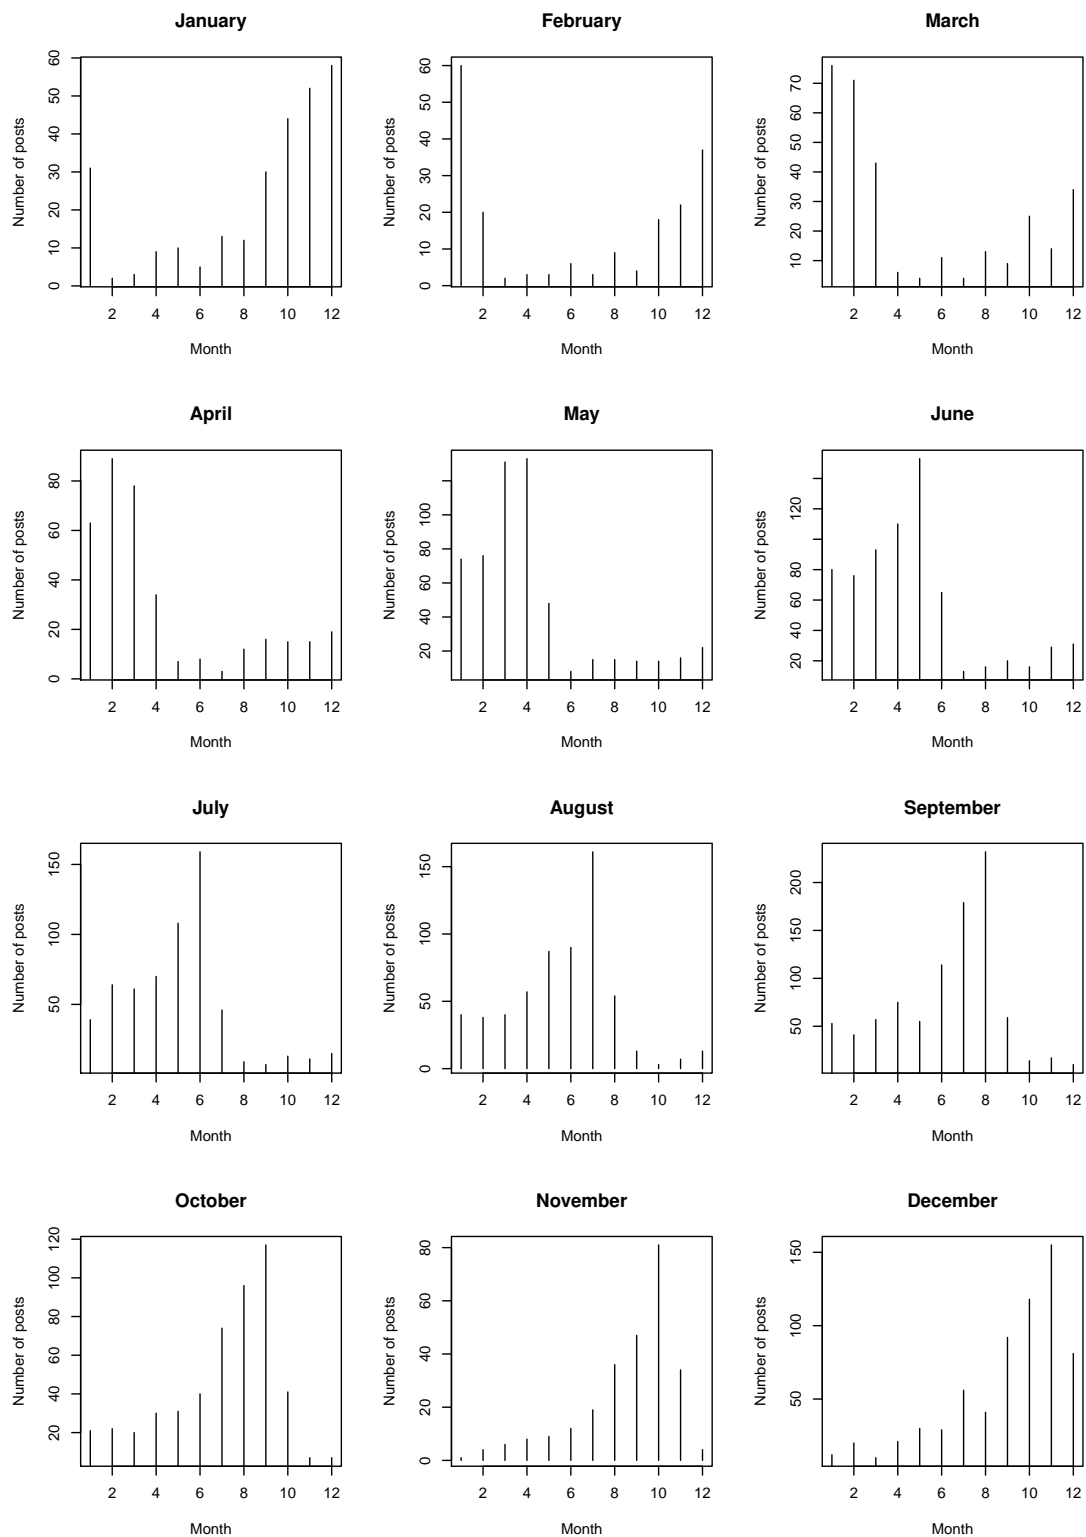 January
Number of posts
0 10 20 30 40 50 60
2 4 6 8 10 12
Month
February
Number of posts
0 10 20 30 40 50 60
2 4 6 8 10 12
Month
March
Number of posts
10 20 30 40 50 60 70
2 4 6 8 10 12
Month
April
Number of posts
0 20 40 60 80
2 4 6 8 10 12
Month
May
Number of posts
20 40 60 80 100
2 4 6 8 10 12
Month
June
Number of posts
20 40 60 80 120
2 4 6 8 10 12
Month
July
Number of posts
50 100 150
2 4 6 8 10 12
Month
August
Number of posts
0 50 100 150
2 4 6 8 10 12
Month
September
Number of posts
50 100 150 200
2 4 6 8 10 12
Month
October
Number of posts
20 40 60 80 100 120
2 4 6 8 10 12
Month
November
Number of posts
0 20 40 60 80
2 4 6 8 10 12
Month
December
Number of posts
50 100 150
2 4 6 8 10 12
Month